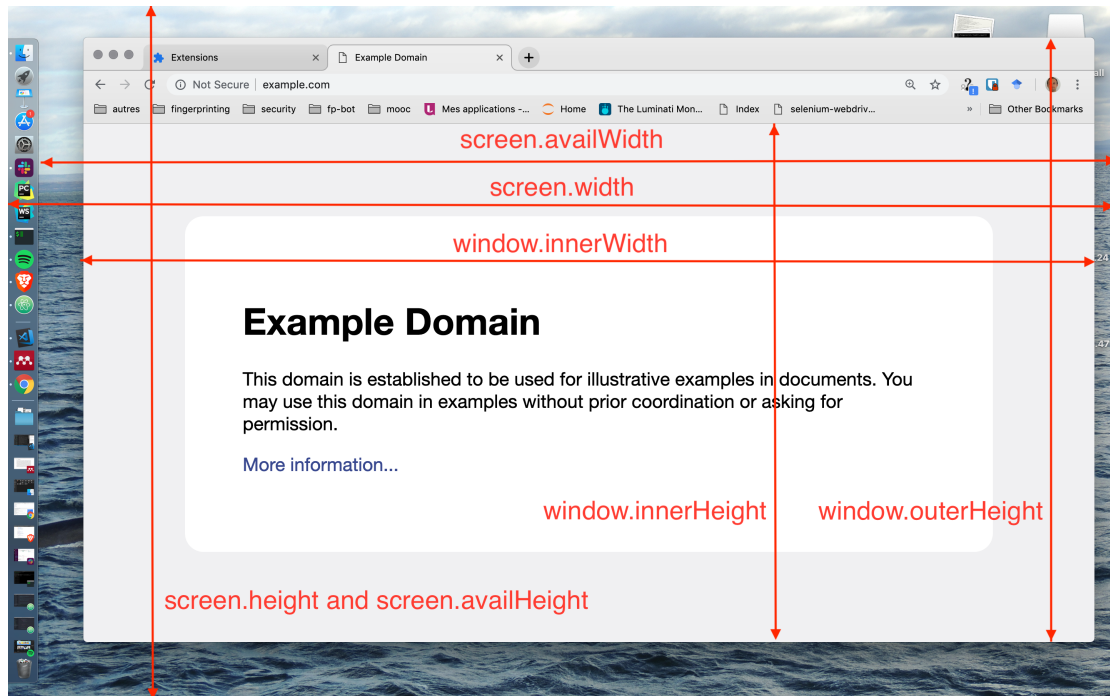 Extensions
Example Domain
Not Secure
example.com
autres
fingerprinting
security
fp-bot
mooc
Mes applications -...
Home
The Luminati Mon...
Index
selenium-webdriv...
»
Other Bookmarks
screen.availWidth
screen.width
window.innerWidth
Example Domain
This domain is established to be used for illustrative examples in documents. You
may use this domain in examples without prior coordination or asking for
permission.
More information...
window.innerHeight
window.outerHeight
screen.height and screen.availHeight
PC
WS